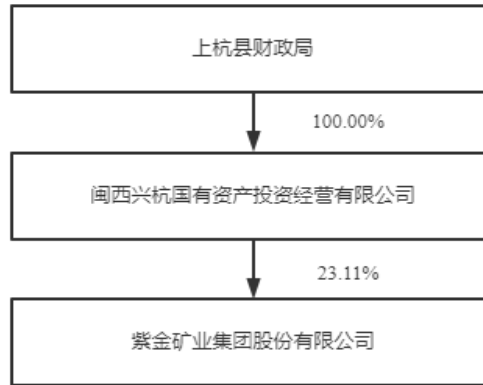 上杭县财政局
100.00%
闽西兴杭国有资产投资经营有限公司
23.11%
紫金矿业集团股份有限公司